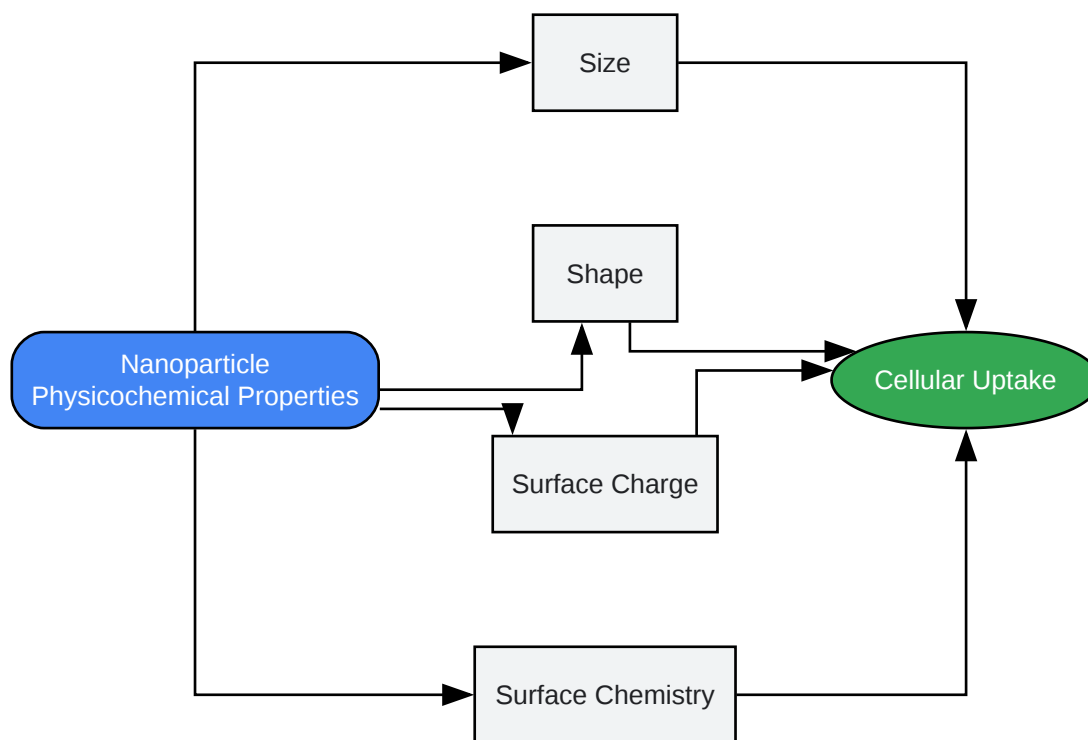 Size
Shape
Nanoparticle
Physicochemical Properties
Cellular Uptake
Surface Charge
Surface Chemistry